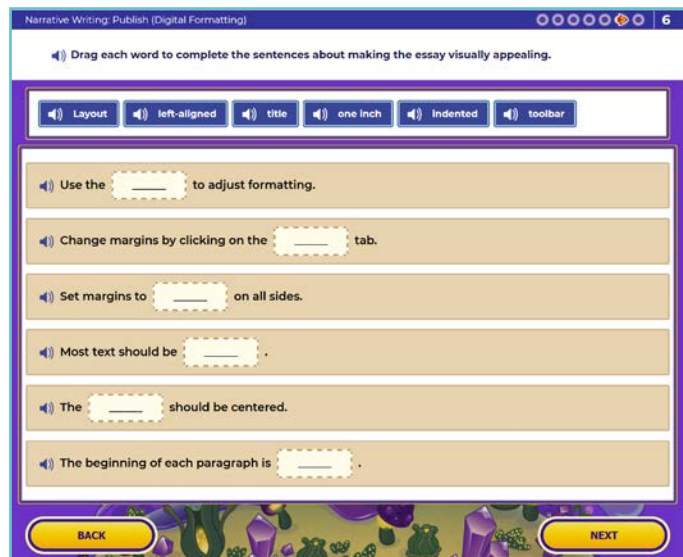 Narrative Writing: Publish (Digital Formatting) 6
Drag each word to complete the sentences about making the essay visually appealing.
Layout left-aligned title one inch Indented toolbar
Use the _____ to adjust formatting.
Change margins by clicking on the _____ tab.
Set margins to _____ on all sides.
Most text should be _____ .
The _____ should be centered.
The beginning of each paragraph is _____ .
BACK NEXT